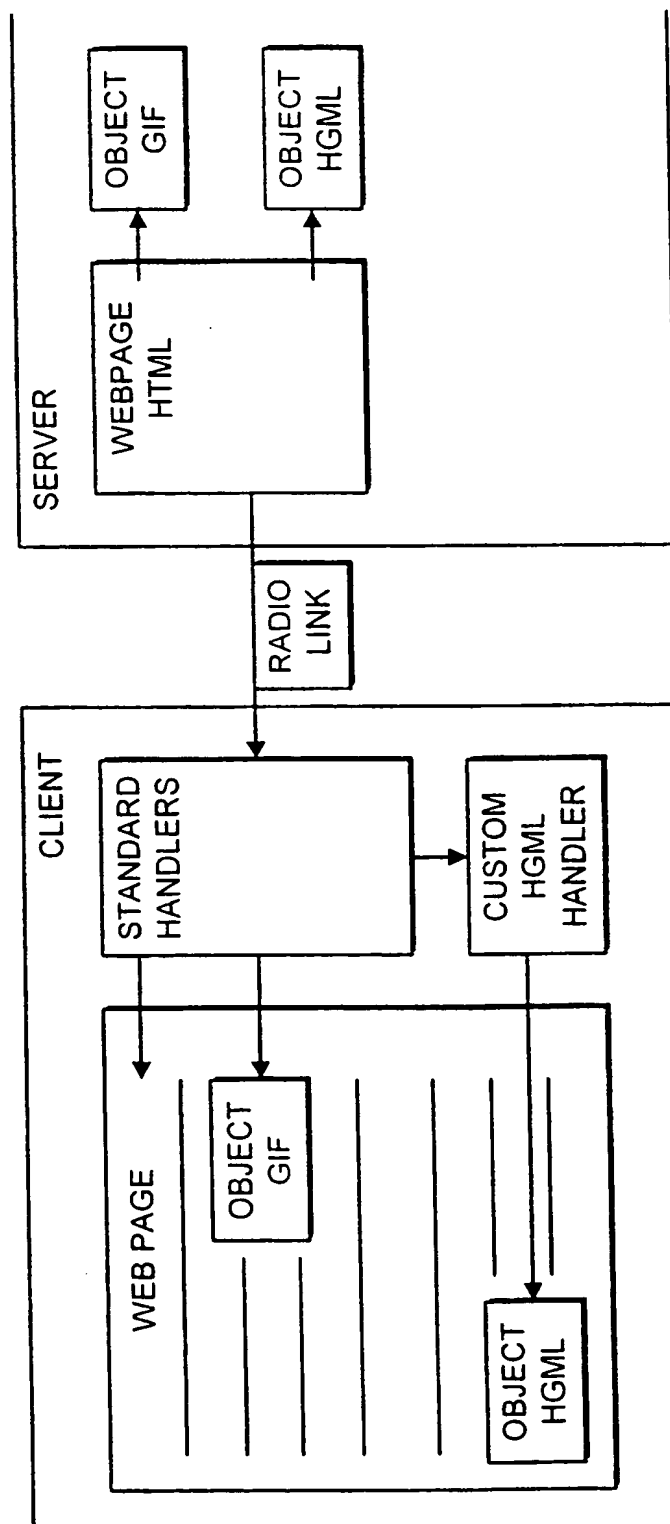 CLIENT
WEB PAGE
OBJECT
GIF
OBJECT
HGML
STANDARD
HANDLERS
CUSTOM
HGML
HANDLER
RADIO
LINK
SERVER
WEBPAGE
HTML
OBJECT
GIF
OBJECT
HGML